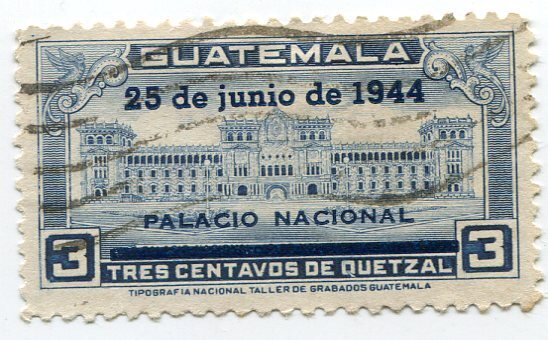 GUATEMALA
25 de junio de 1944
PALACIO NACIONAL
3 TRES CENTAVOS DE QUETZAL 3
TIPOGRAFIA NACIONAL TALLER DE GRABADOS GUATEMALA